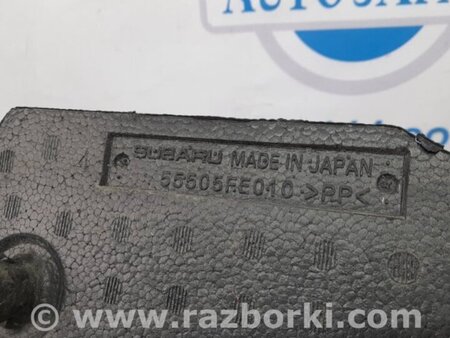 SUBARU MADE IN JAPAN
55505FE010 >PP<
www.razborki.com